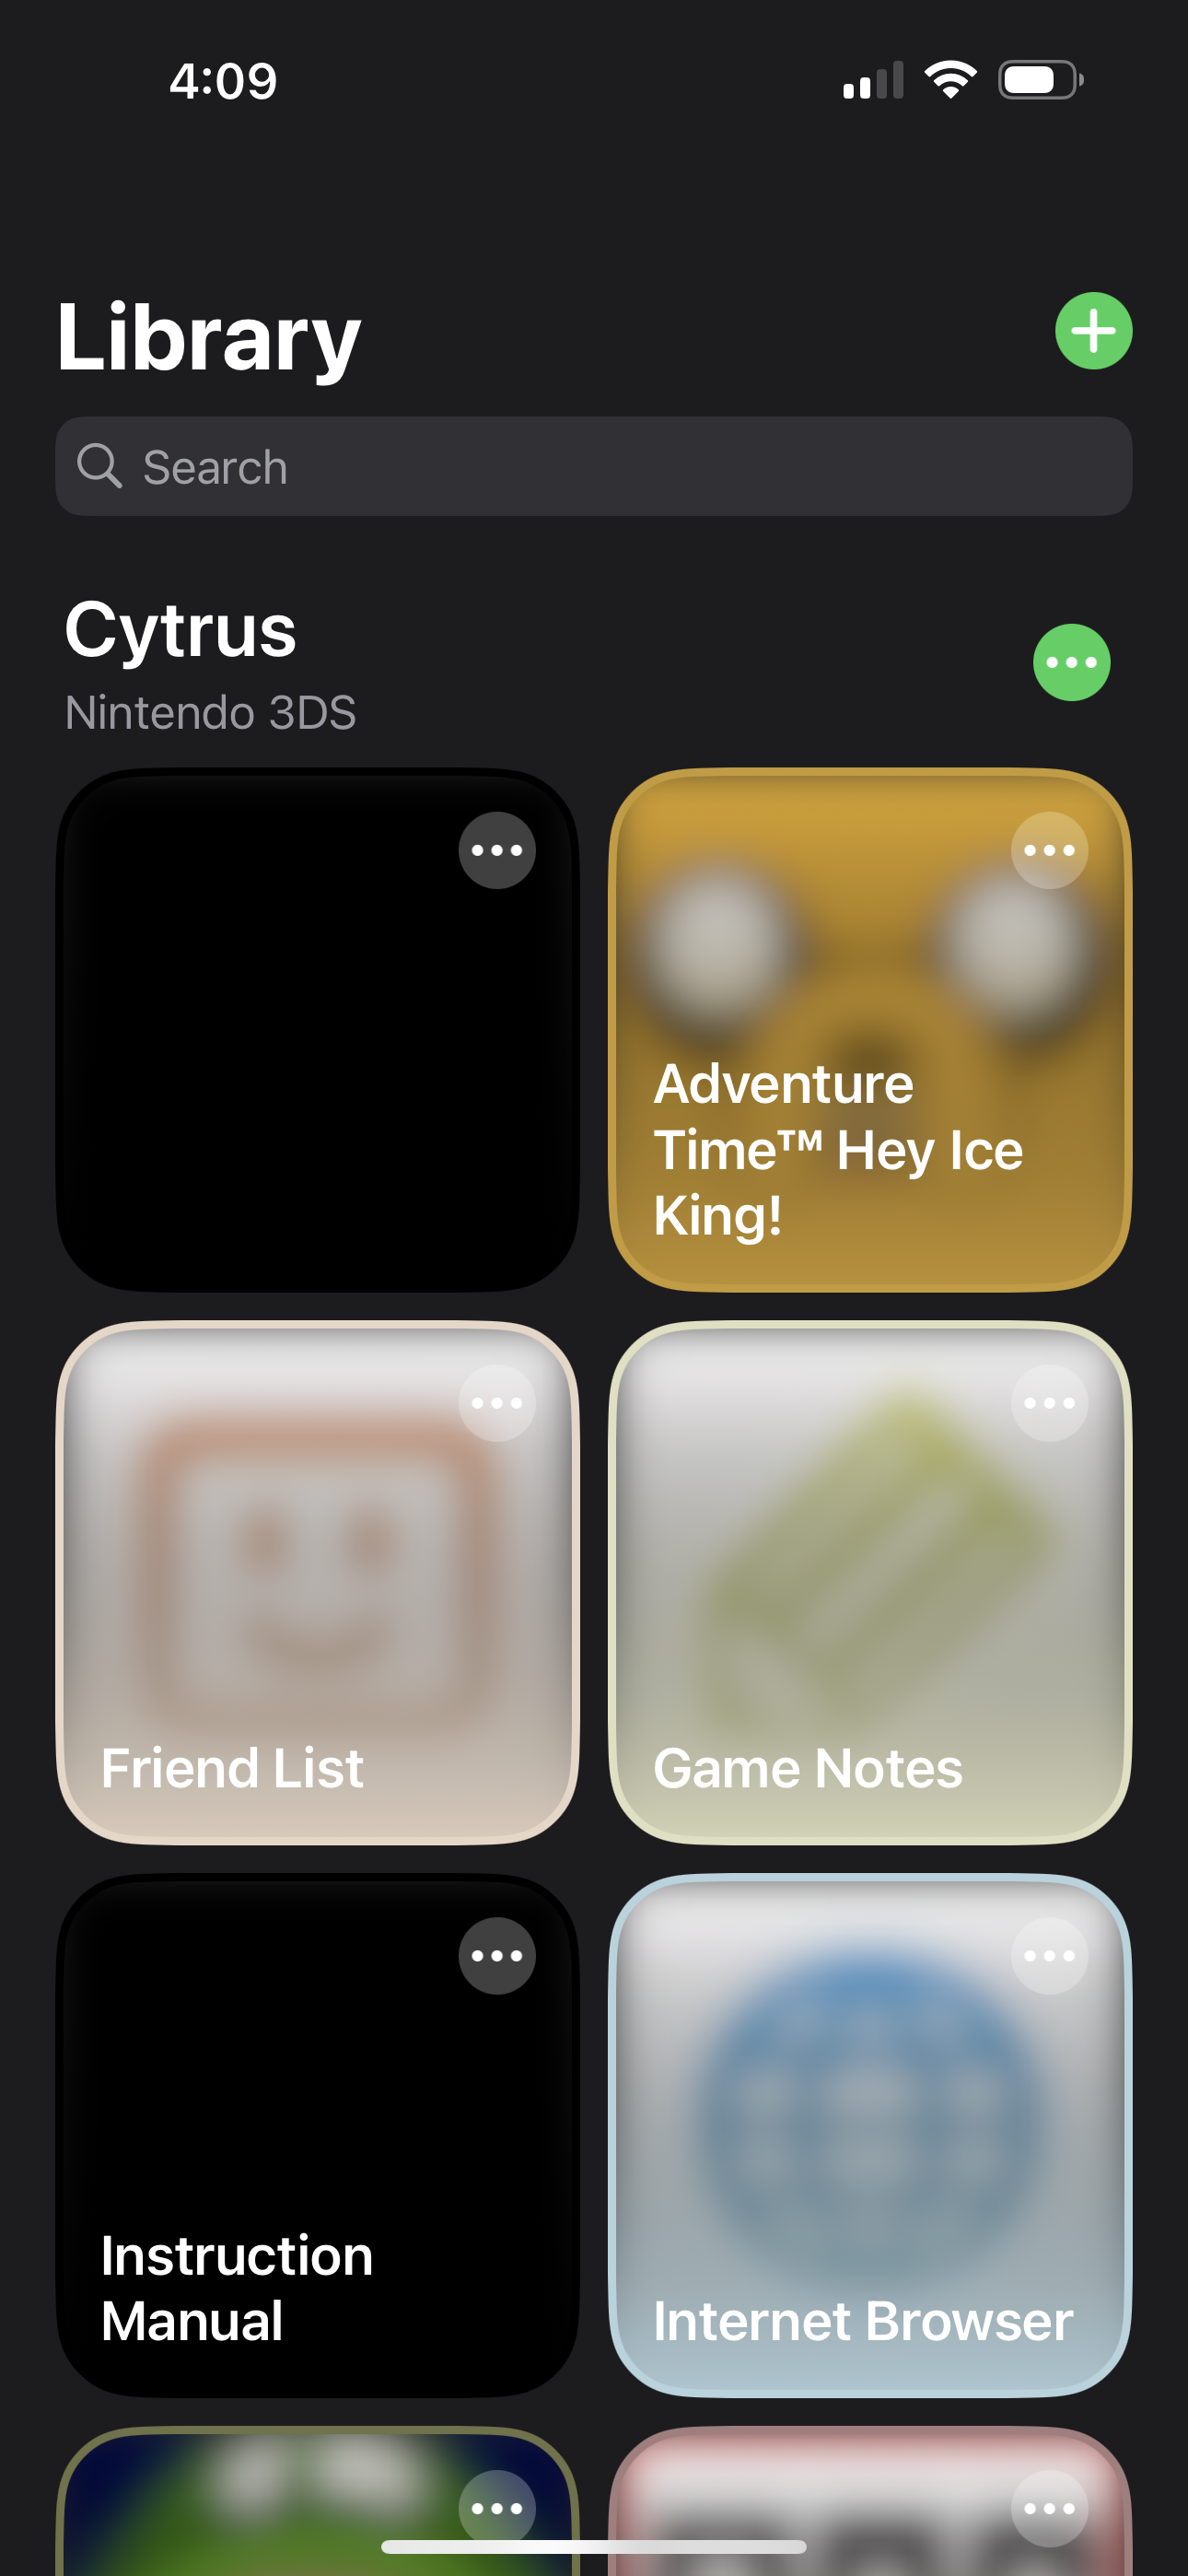 4:09
Library
Search
Cytrus
Nintendo 3DS
Adventure
Time™ Hey Ice
King!
Friend List
Game Notes
Instruction
Manual
Internet Browser